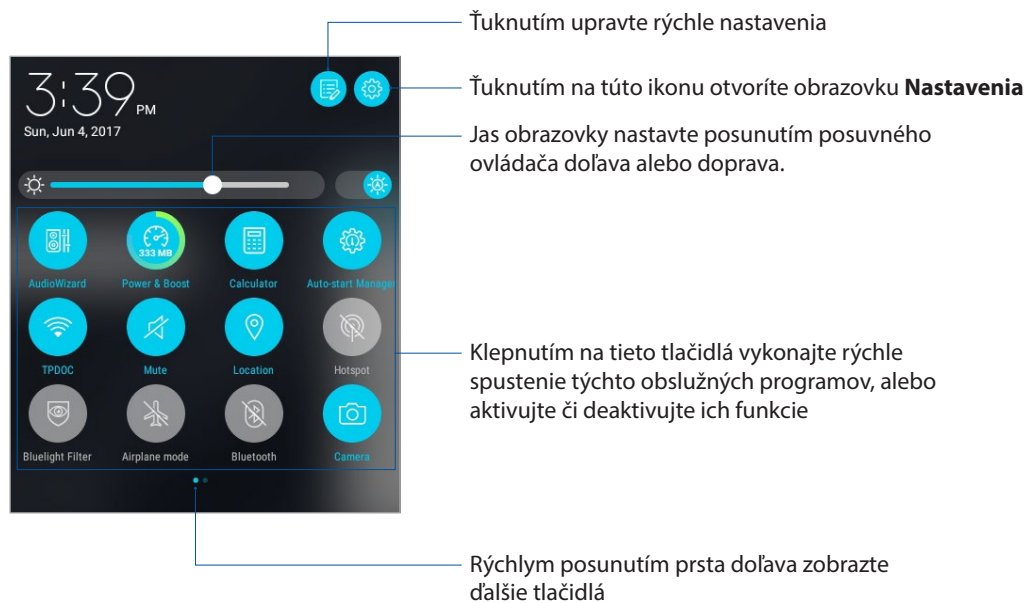 Ťuknutím upravte rýchle nastavenia
3:39 PM
Ťuknutím na túto ikonu otvoríte obrazovku Nastavenia
Sun, Jun 4, 2017
Jas obrazovky nastavte posunutím posuvného
ovládača doľava alebo doprava.
333 MB
AudioWizard Power & Boost Calculator Auto-start Manager
TPDOC Mute Location Hotspot
Klepnutím na tieto tlačidlá vykonajte rýchle
spustenie týchto obslužných programov, alebo
aktivujte či deaktivujte ich funkcie
Bluelight Filter Airplane mode Bluetooth Camera
Rýchlym posunutím prsta doľava zobrazte
ďalšie tlačidlá